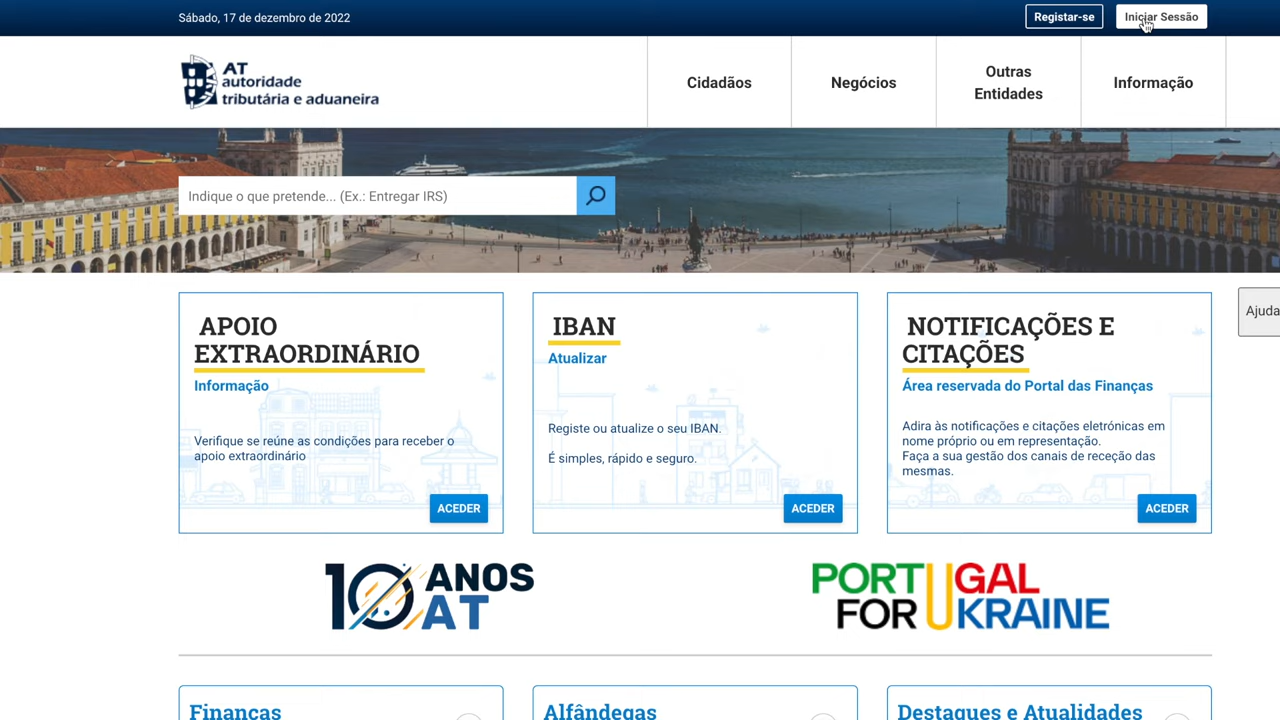 Sábado, 17 de dezembro de 2022
Registar-se
Iniciar Sessão
AT
autoridade
tributária e aduaneira
Cidadãos
Negócios
Outras
Entidades
Informação
Indique o que pretende... (Ex.: Entregar IRS)
Ajuda
APOIO
EXTRAORDINÁRIO
Informação
Verifique se reúne as condições para receber o
apoio extraordinário
ACEDER
IBAN
Atualizar
Registe ou atualize o seu IBAN.
É simples, rápido e seguro.
ACEDER
NOTIFICAÇÕES E
CITAÇÕES
Área reservada do Portal das Finanças
Adira às notificações e citações eletrónicas em
nome próprio ou em representação.
Faça a sua gestão dos canais de receção das
mesmas.
ACEDER
10 ANOS
AT
PORTUGAL
FOR UKRAINE
Finanças
Alfândegas
Destaques e Atualidades